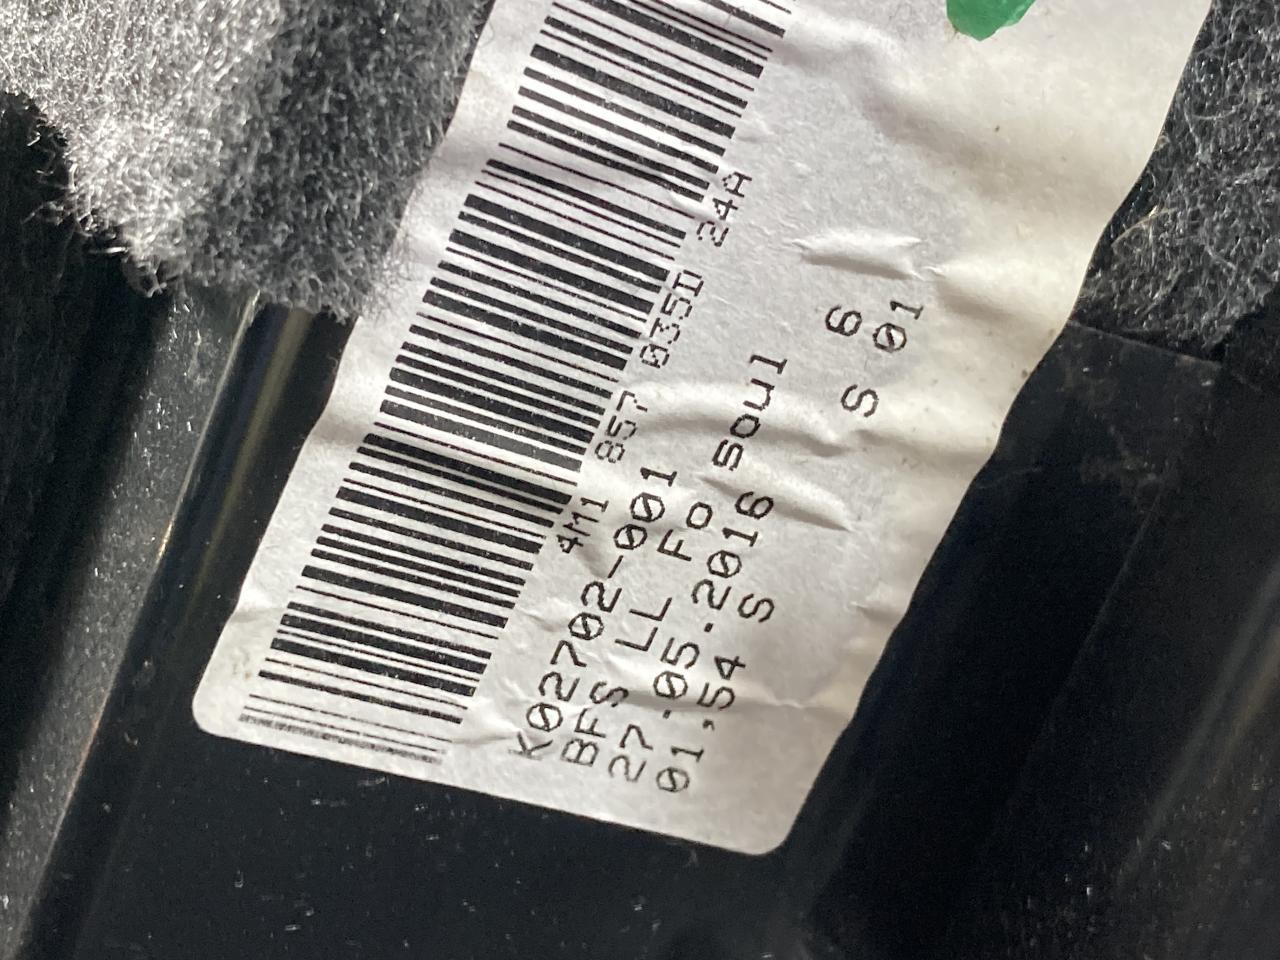 4M1 857 035D 24A
K02702-001
BFS LL FO soul
27.05.2016 6
01,54 S S 01